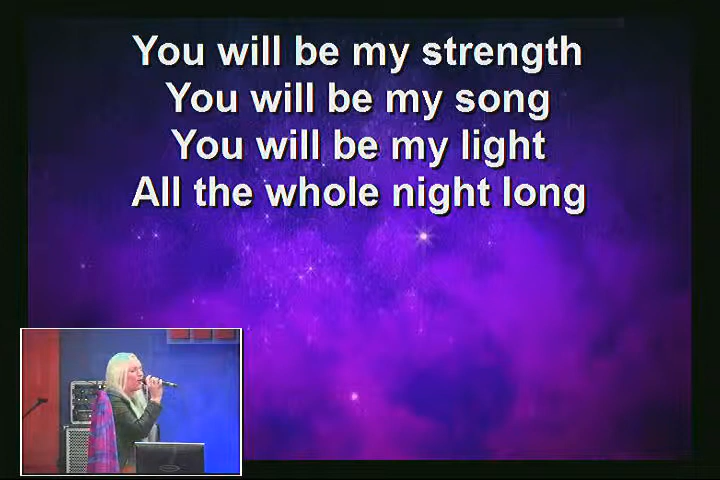 You will be my strength
You will be my song
You will be my light
All the whole night long